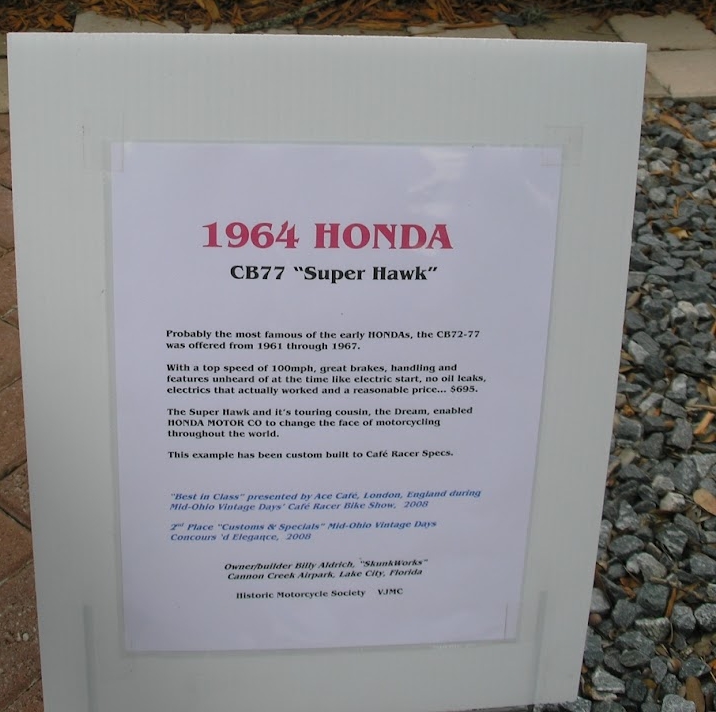 1964 HONDA
CB77 "Super Hawk"
Probably the most famous of the early HONDAs, the CB72-77
was offered from 1961 through 1967.
With a top speed of 100mph, great brakes, handling and
features unheard of at the time like electric start, no oil leaks,
electrics that actually worked and a reasonable price... $695.
The Super Hawk and it's touring cousin, the Dream, enabled
HONDA MOTOR CO to change the face of motorcycling
throughout the world.
This example has been custom built to Café Racer Specs.
"Best in Class" presented by Ace Café, London, England during
Mid-Ohio Vintage Days' Café Racer Bike Show, 2008
2nd Place "Customs & Specials" Mid-Ohio Vintage Days
Concours 'd Elegance, 2008
Owner/builder Billy Aldrich, "SkunkWorks"
Cannon Creek Airpark, Lake City, Florida
Historic Motorcycle Society VJMC